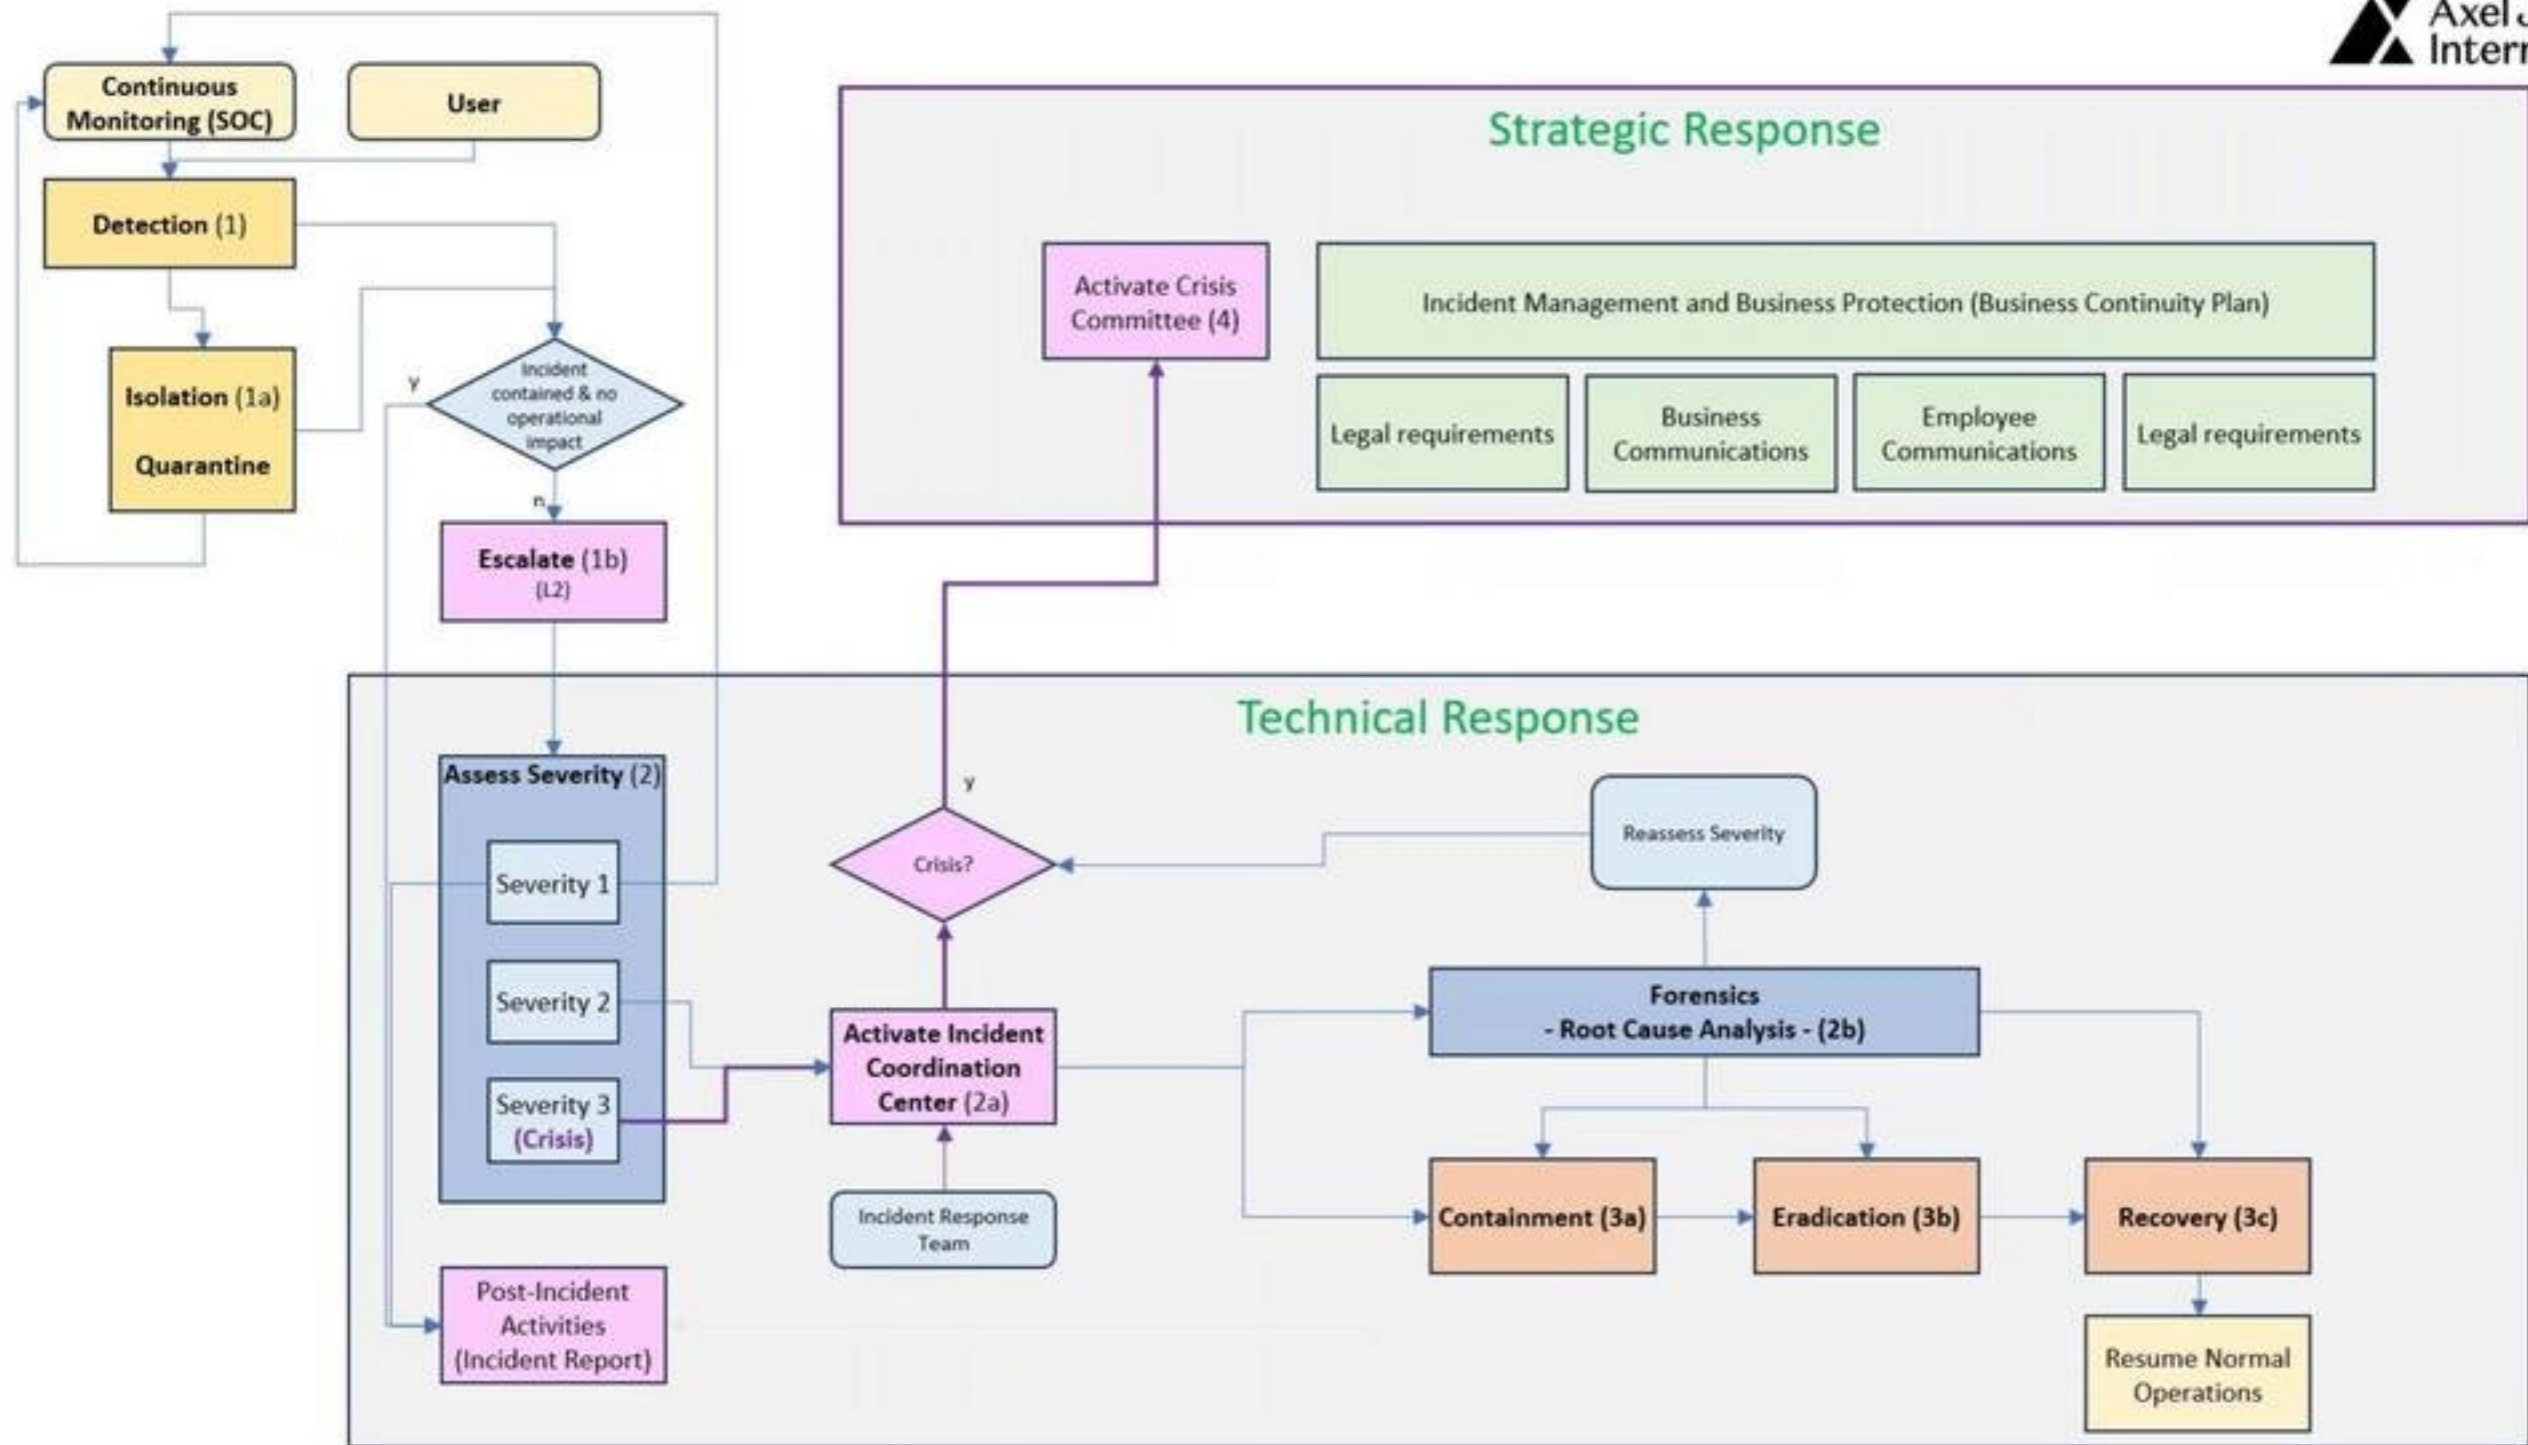 Axel
Continuous
Monitoring (SOC)
User
Detection (1)
Isolation (1a)
Quarantine
y
Incident
contained & no
operational
impact
n
Escalate (1b)
(L2)
Strategic Response
Activate Crisis
Committee (4)
Incident Management and Business Protection (Business Continuity Plan)
Legal requirements
Business
Communications
Employee
Communications
Legal requirements
Technical Response
Assess Severity (2)
Severity 1
Severity 2
Severity 3
(Crisis)
y
Crisis?
Reassess Severity
Activate Incident
Coordination
Center (2a)
Incident Response
Team
Forensics
- Root Cause Analysis - (2b)
Containment (3a)
Eradication (3b)
Recovery (3c)
Post-Incident
Activities
(Incident Report)
Resume Normal
Operations